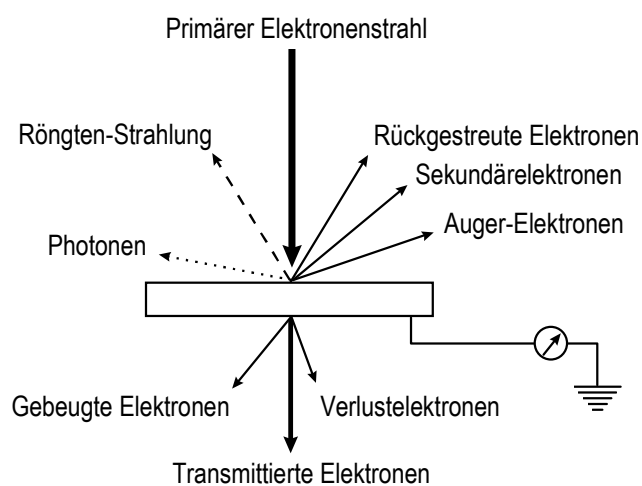 Primärer Elektronenstrahl
Röngten-Strahlung
Rückgestreute Elektronen
Sekundärelektronen
Auger-Elektronen
Photonen
Gebeugte Elektronen
Verlustelektronen
Transmittierte Elektronen